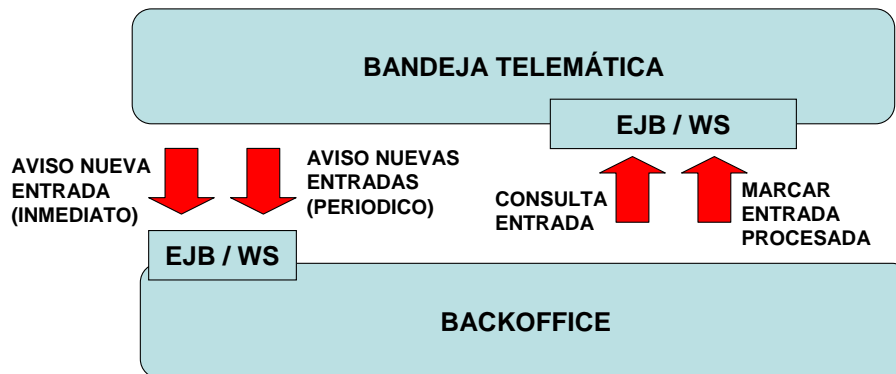 BANDEJA TELEMÁTICA
EJB / WS
AVISO NUEVA
ENTRADA
(INMEDIATO)
AVISO NUEVAS
ENTRADAS
(PERIODICO)
CONSULTA
ENTRADA
MARCAR
ENTRADA
PROCESADA
EJB / WS
BACKOFFICE